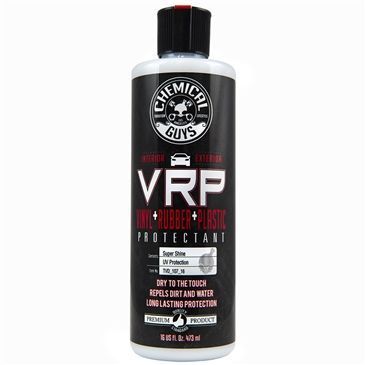 CHEMICAL
GUYS
INTERIOR EXTERIOR
VRP
VINYL+RUBBER+PLASTIC
PROTECTANT
Super Shine
UV Protection
TVD_107_16
DRY TO THE TOUCH
REPELS DIRT AND WATER
LONG LASTING PROTECTION
PREMIUM PRODUCT
16 US fl. Oz. 473 ml